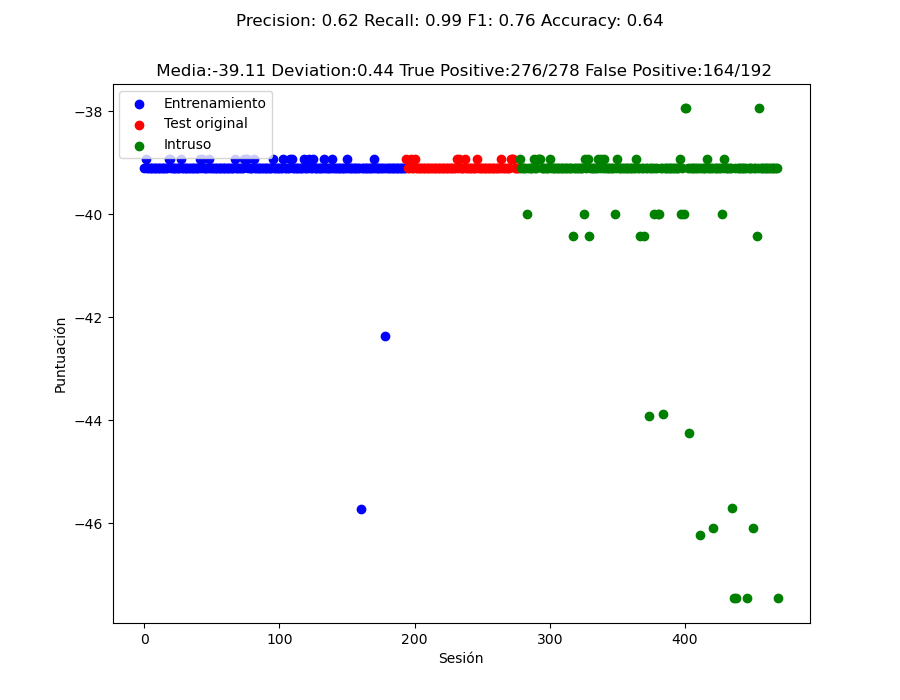 Precision: 0.62 Recall: 0.99 F1: 0.76 Accuracy: 0.64
Media:-39.11 Deviation:0.44 True Positive:276/278 False Positive:164/192
Entrenamiento
Test original
Intruso
−38
−40
−42
−44
−46
Puntuación
0 100 200 300 400
Sesión